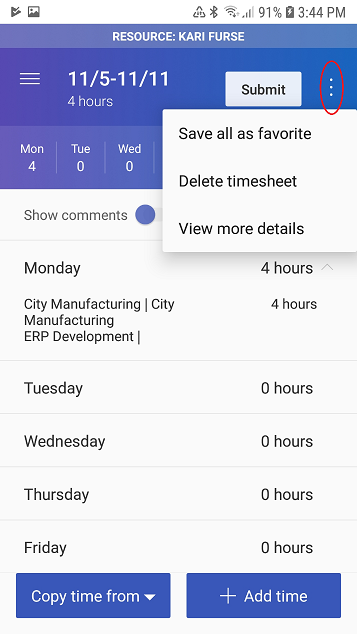 91% 3:44 PM
RESOURCE: KARI FURSE
11/5-11/11
4 hours
Submit
Save all as favorite
Delete timesheet
View more details
Mon Tue Wed
4 0 0
Show comments
Monday 4 hours
City Manufacturing | City 4 hours
Manufacturing
ERP Development |
Tuesday 0 hours
Wednesday 0 hours
Thursday 0 hours
Friday 0 hours
Copy time from
+ Add time